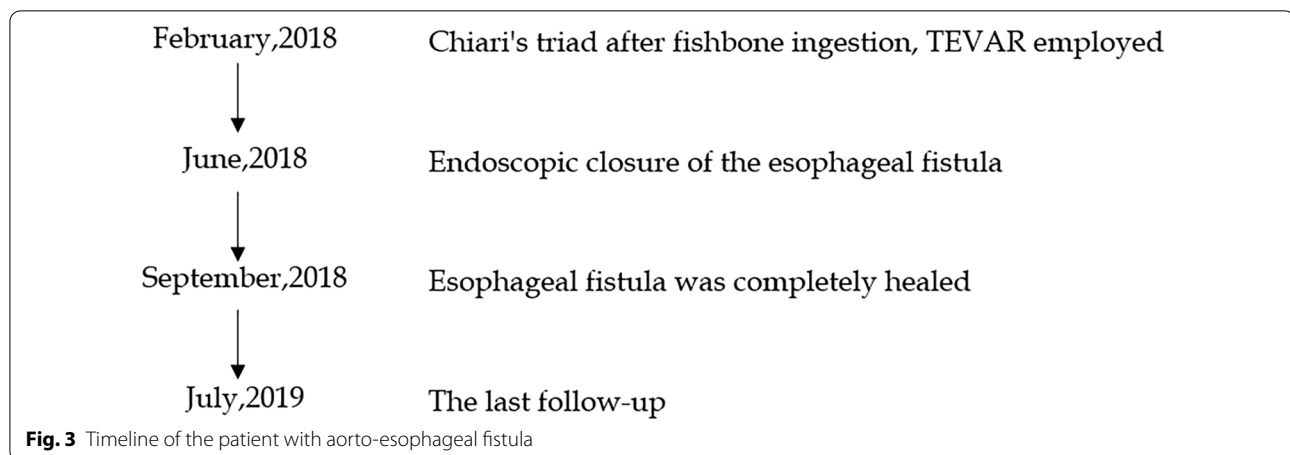 February,2018 Chiari's triad after fishbone ingestion, TEVAR employed
June,2018 Endoscopic closure of the esophageal fistula
September,2018 Esophageal fistula was completely healed
July,2019 The last follow-up
Fig. 3 Timeline of the patient with aorto-esophageal fistula